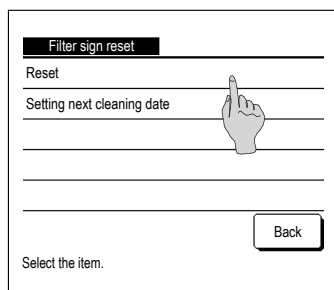 Filter sign reset
Reset
Setting next cleaning date
Back
Select the item.